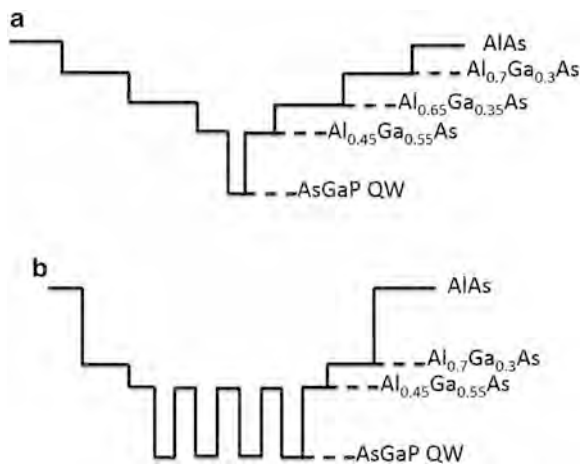 a
AlAs
Al₀.₇Ga₀.₃As
Al₀.₆₅Ga₀.₃₅As
Al₀.₄₅Ga₀.₅₅As
AsGaP QW
b
AlAs
Al₀.₇Ga₀.₃As
Al₀.₄₅Ga₀.₅₅As
AsGaP QW